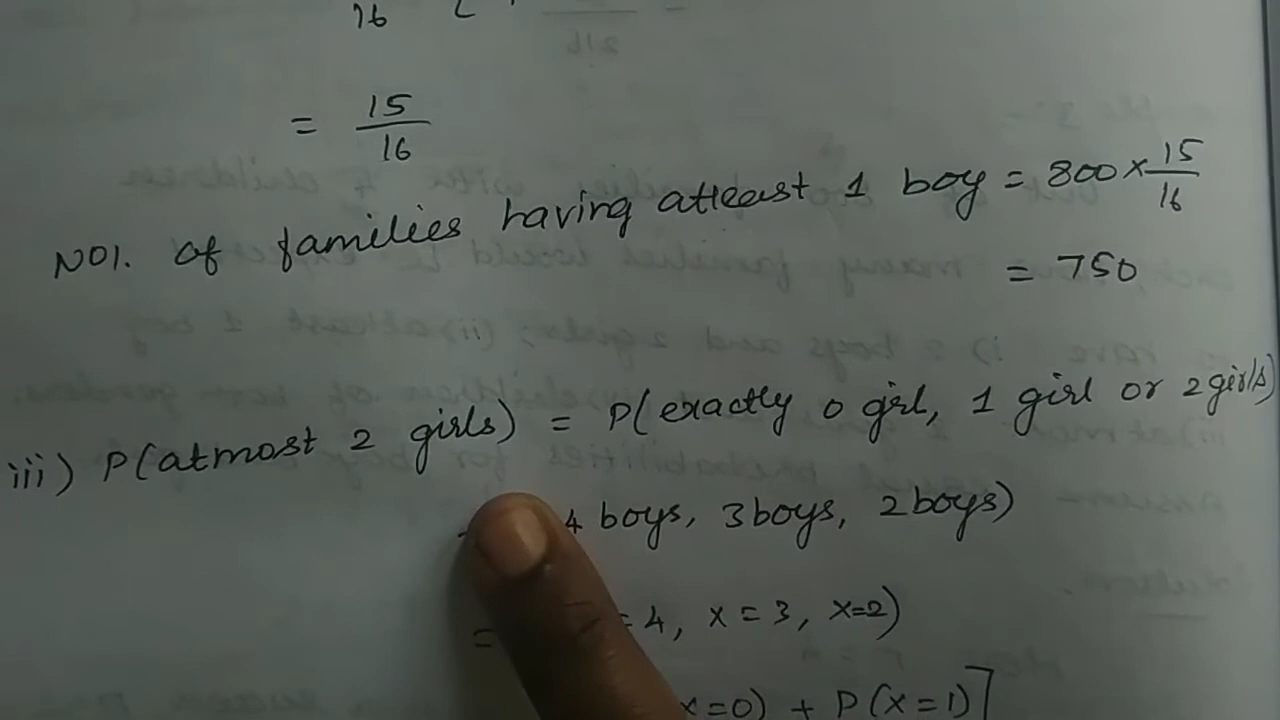 16 [
= 15/16
NOI. of families having atleast 1 boy = 800 × 15/16
= 750
iii) P(atmost 2 girls) = P(exactly 0 girl, 1 girl or 2 girls)
4 boys, 3 boys, 2 boys)
= = 4, x = 3, x=2)
x=0) + P(x=1)]